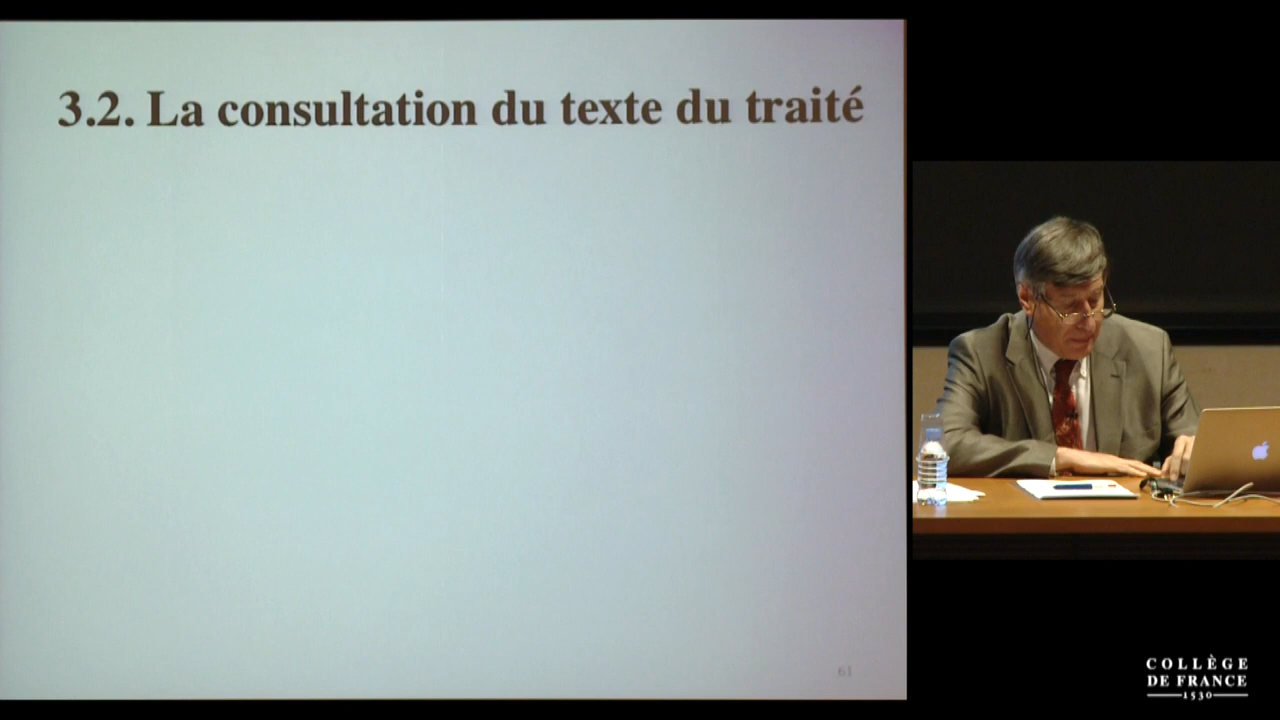 3.2. La consultation du texte du traité
61
COLLÈGE
DE FRANCE
1530